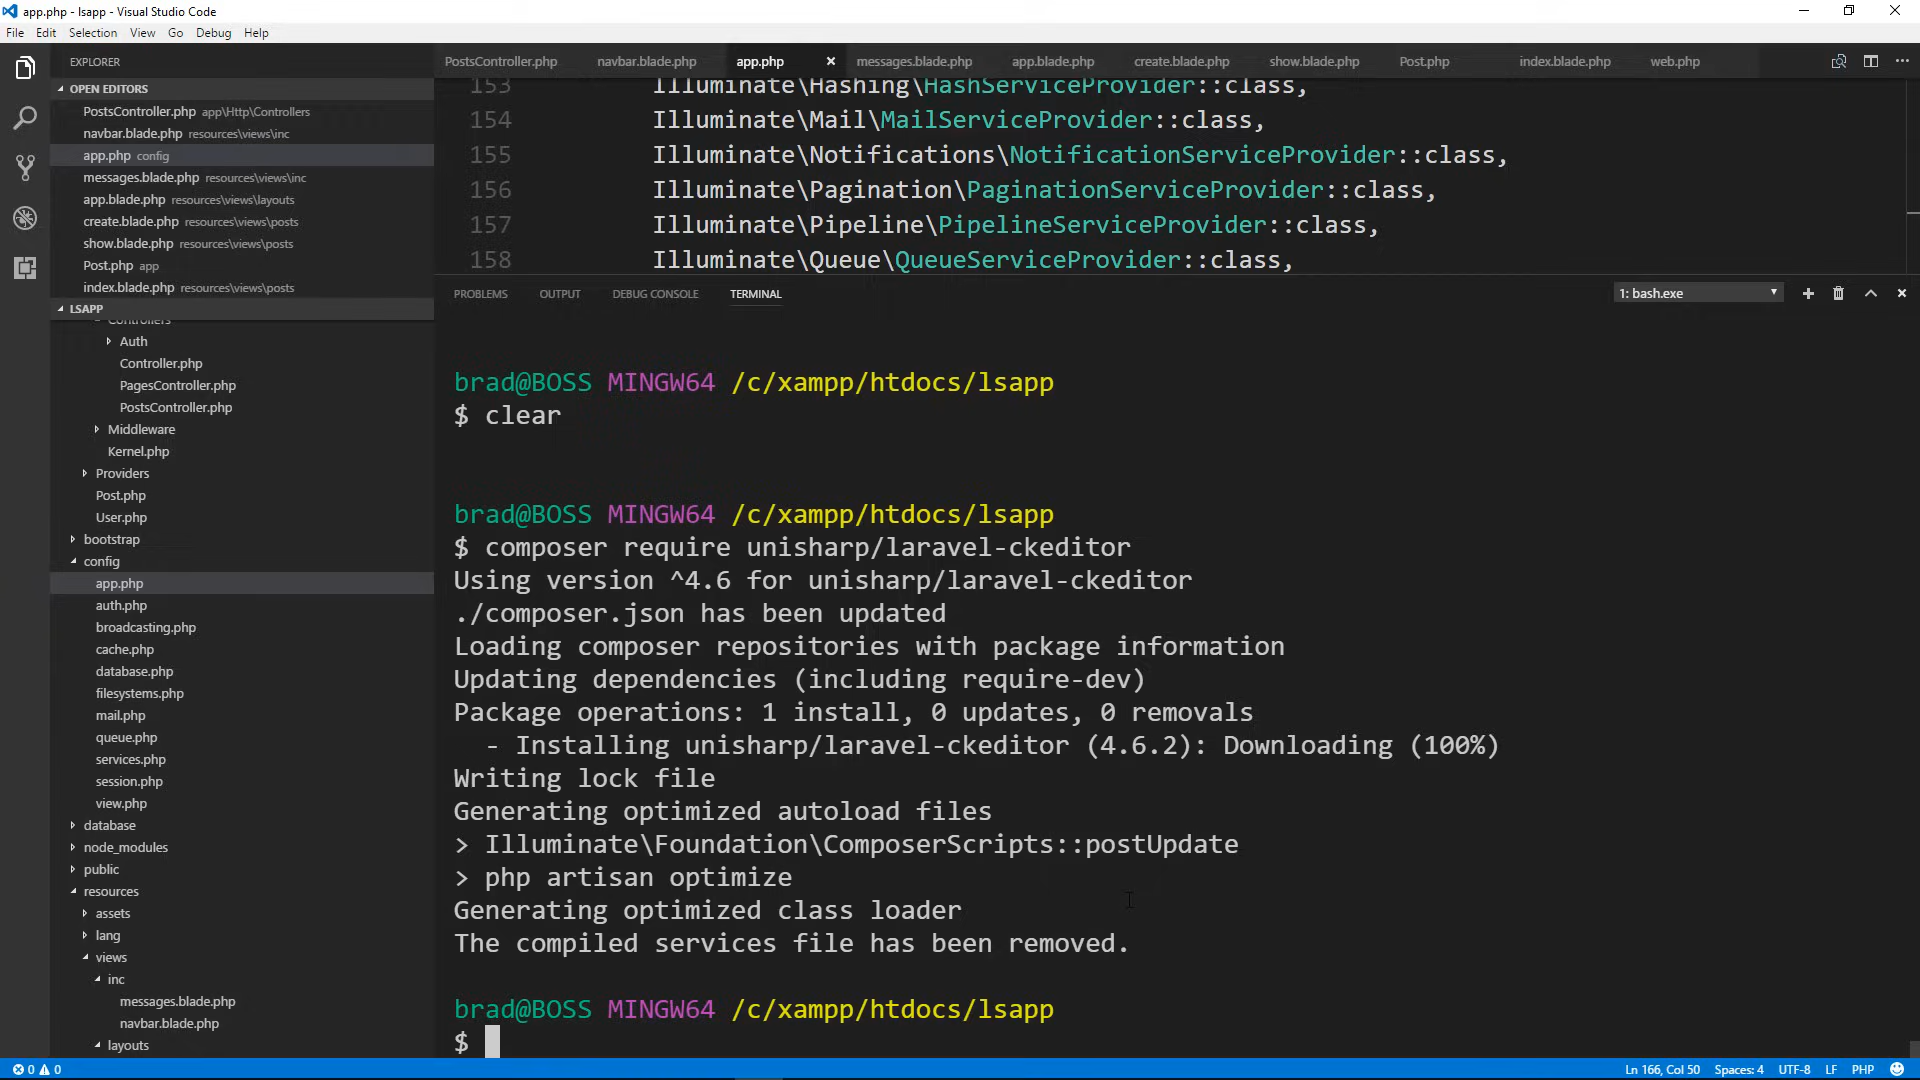 app.php - lsapp - Visual Studio Code
File Edit Selection View Go Debug Help
EXPLORER
OPEN EDITORS
PostsController.php app\Http\Controllers
navbar.blade.php resources\views\inc
app.php config
messages.blade.php resources\views\inc
app.blade.php resources\views\layouts
create.blade.php resources\views\posts
show.blade.php resources\views\posts
Post.php app
index.blade.php resources\views\posts
LSAPP
Controllers
Auth
Controller.php
PagesController.php
PostsController.php
Middleware
Kernel.php
Providers
Post.php
User.php
bootstrap
config
app.php
auth.php
broadcasting.php
cache.php
database.php
filesystems.php
mail.php
queue.php
services.php
session.php
view.php
database
node_modules
public
resources
assets
lang
views
inc
messages.blade.php
navbar.blade.php
layouts
PostsController.php navbar.blade.php app.php messages.blade.php app.blade.php create.blade.php show.blade.php Post.php index.blade.php web.php
153 Illuminate\Hashing\HashServiceProvider::class,
154 Illuminate\Mail\MailServiceProvider::class,
155 Illuminate\Notifications\NotificationServiceProvider::class,
156 Illuminate\Pagination\PaginationServiceProvider::class,
157 Illuminate\Pipeline\PipelineServiceProvider::class,
158 Illuminate\Queue\QueueServiceProvider::class,
PROBLEMS OUTPUT DEBUG CONSOLE TERMINAL 1: bash.exe
brad@BOSS MINGW64 /c/xampp/htdocs/lsapp
$ clear
brad@BOSS MINGW64 /c/xampp/htdocs/lsapp
$ composer require unisharp/laravel-ckeditor
Using version ^4.6 for unisharp/laravel-ckeditor
./composer.json has been updated
Loading composer repositories with package information
Updating dependencies (including require-dev)
Package operations: 1 install, 0 updates, 0 removals
- Installing unisharp/laravel-ckeditor (4.6.2): Downloading (100%)
Writing lock file
Generating optimized autoload files
> Illuminate\Foundation\ComposerScripts::postUpdate
> php artisan optimize
Generating optimized class loader
The compiled services file has been removed.
brad@BOSS MINGW64 /c/xampp/htdocs/lsapp
$
0 0 Ln 166, Col 50 Spaces: 4 UTF-8 LF PHP